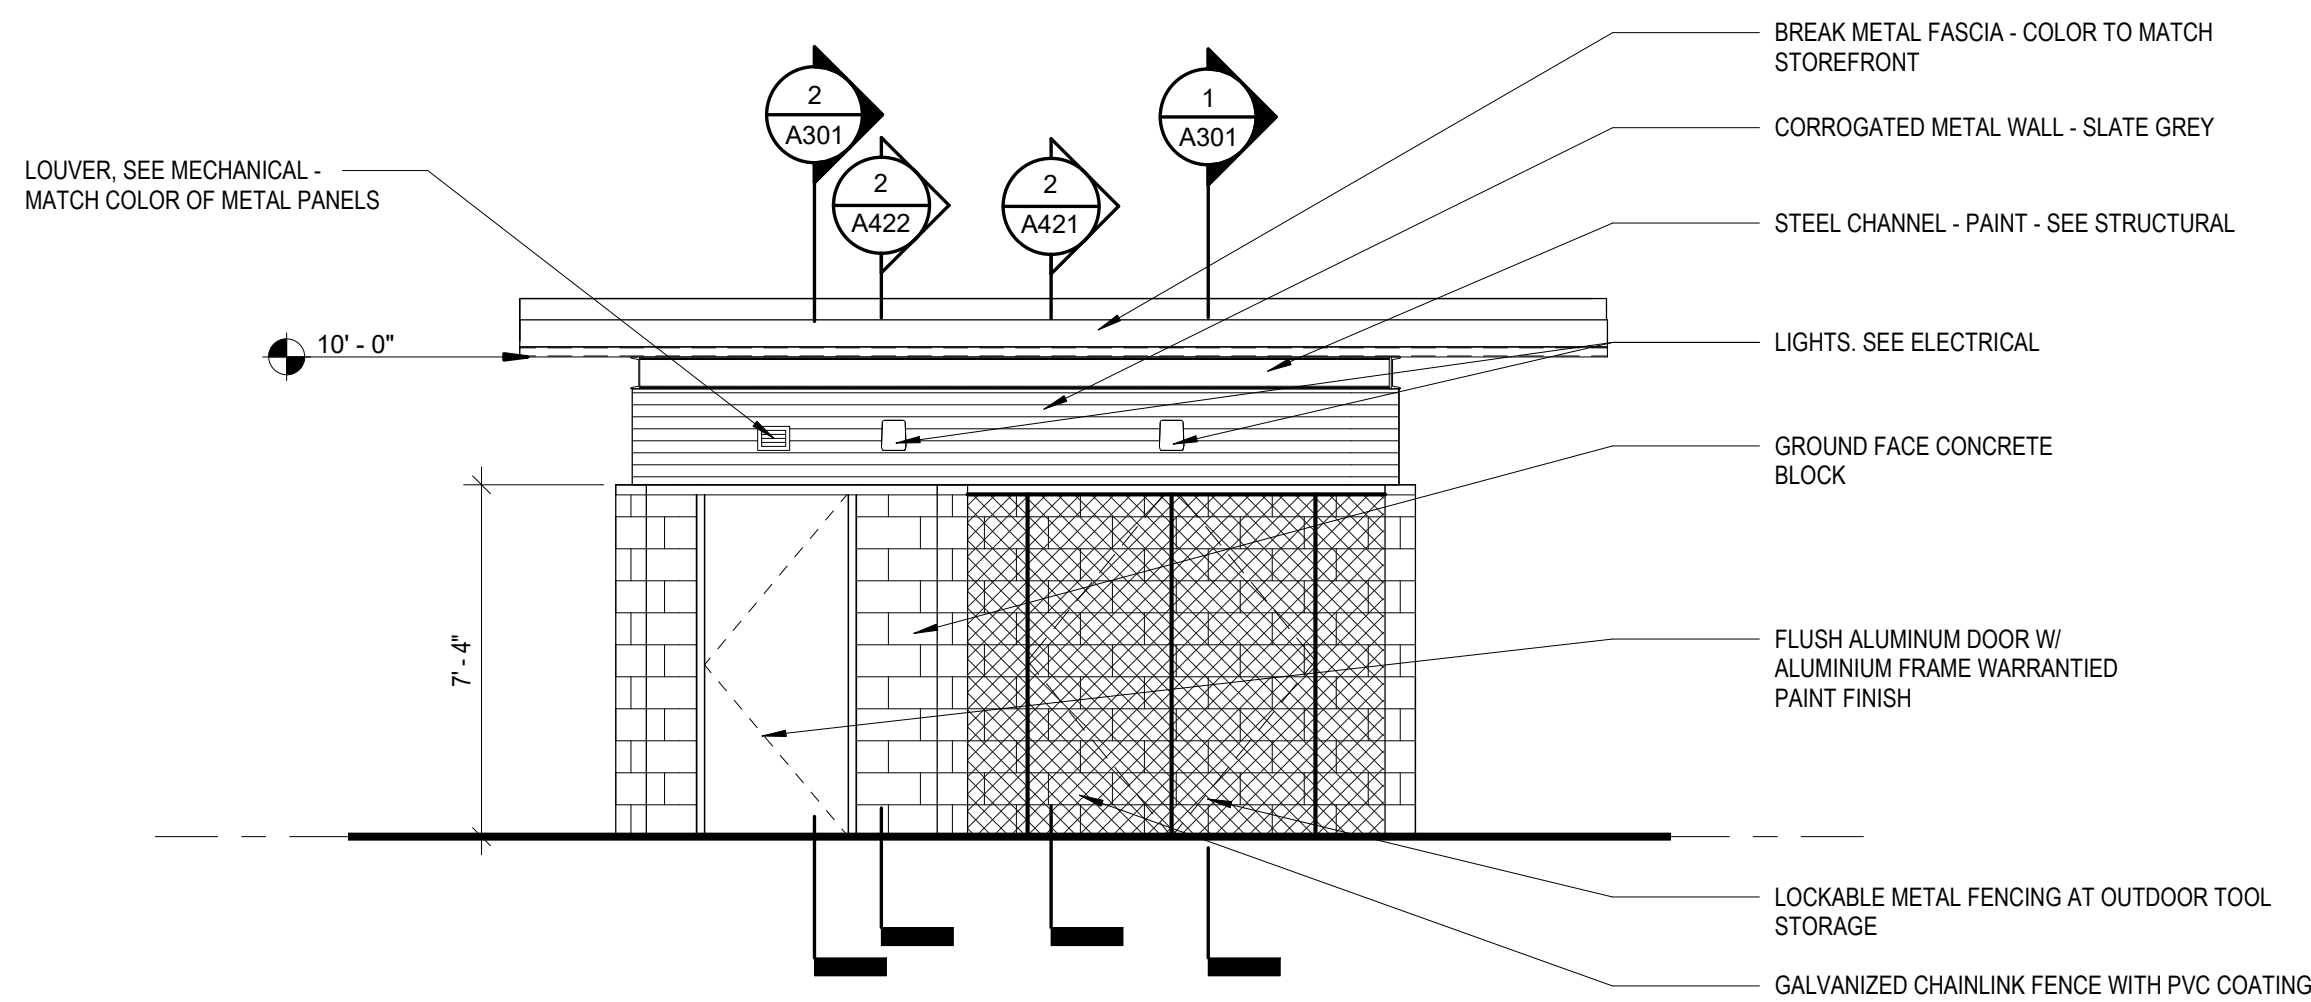 BREAK METAL FASCIA - COLOR TO MATCH
STOREFRONT
2
A301
1
A301
CORROGATED METAL WALL - SLATE GREY
LOUVER, SEE MECHANICAL -
MATCH COLOR OF METAL PANELS
2
A422
2
A421
STEEL CHANNEL - PAINT - SEE STRUCTURAL
10' - 0"
LIGHTS. SEE ELECTRICAL
GROUND FACE CONCRETE
BLOCK
7' - 4"
FLUSH ALUMINUM DOOR W/
ALUMINIUM FRAME WARRANTIED
PAINT FINISH
LOCKABLE METAL FENCING AT OUTDOOR TOOL
STORAGE
GALVANIZED CHAINLINK FENCE WITH PVC COATING